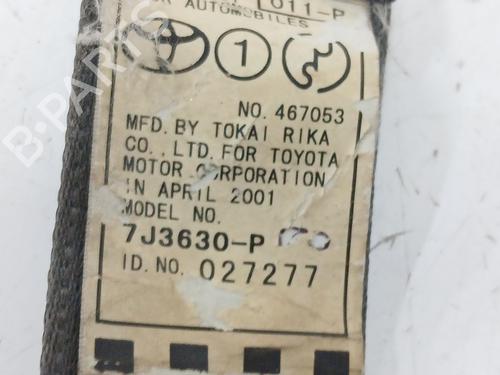 011-P
AUTOMOBILES
1
NO. 467053
MFD. BY TOKAI RIKA
CO., LTD. FOR TOYOTA
MOTOR CORPORATION
IN APRIL 2001
MODEL NO.
7J3630-P
ID. NO. 027277
B-PARTS